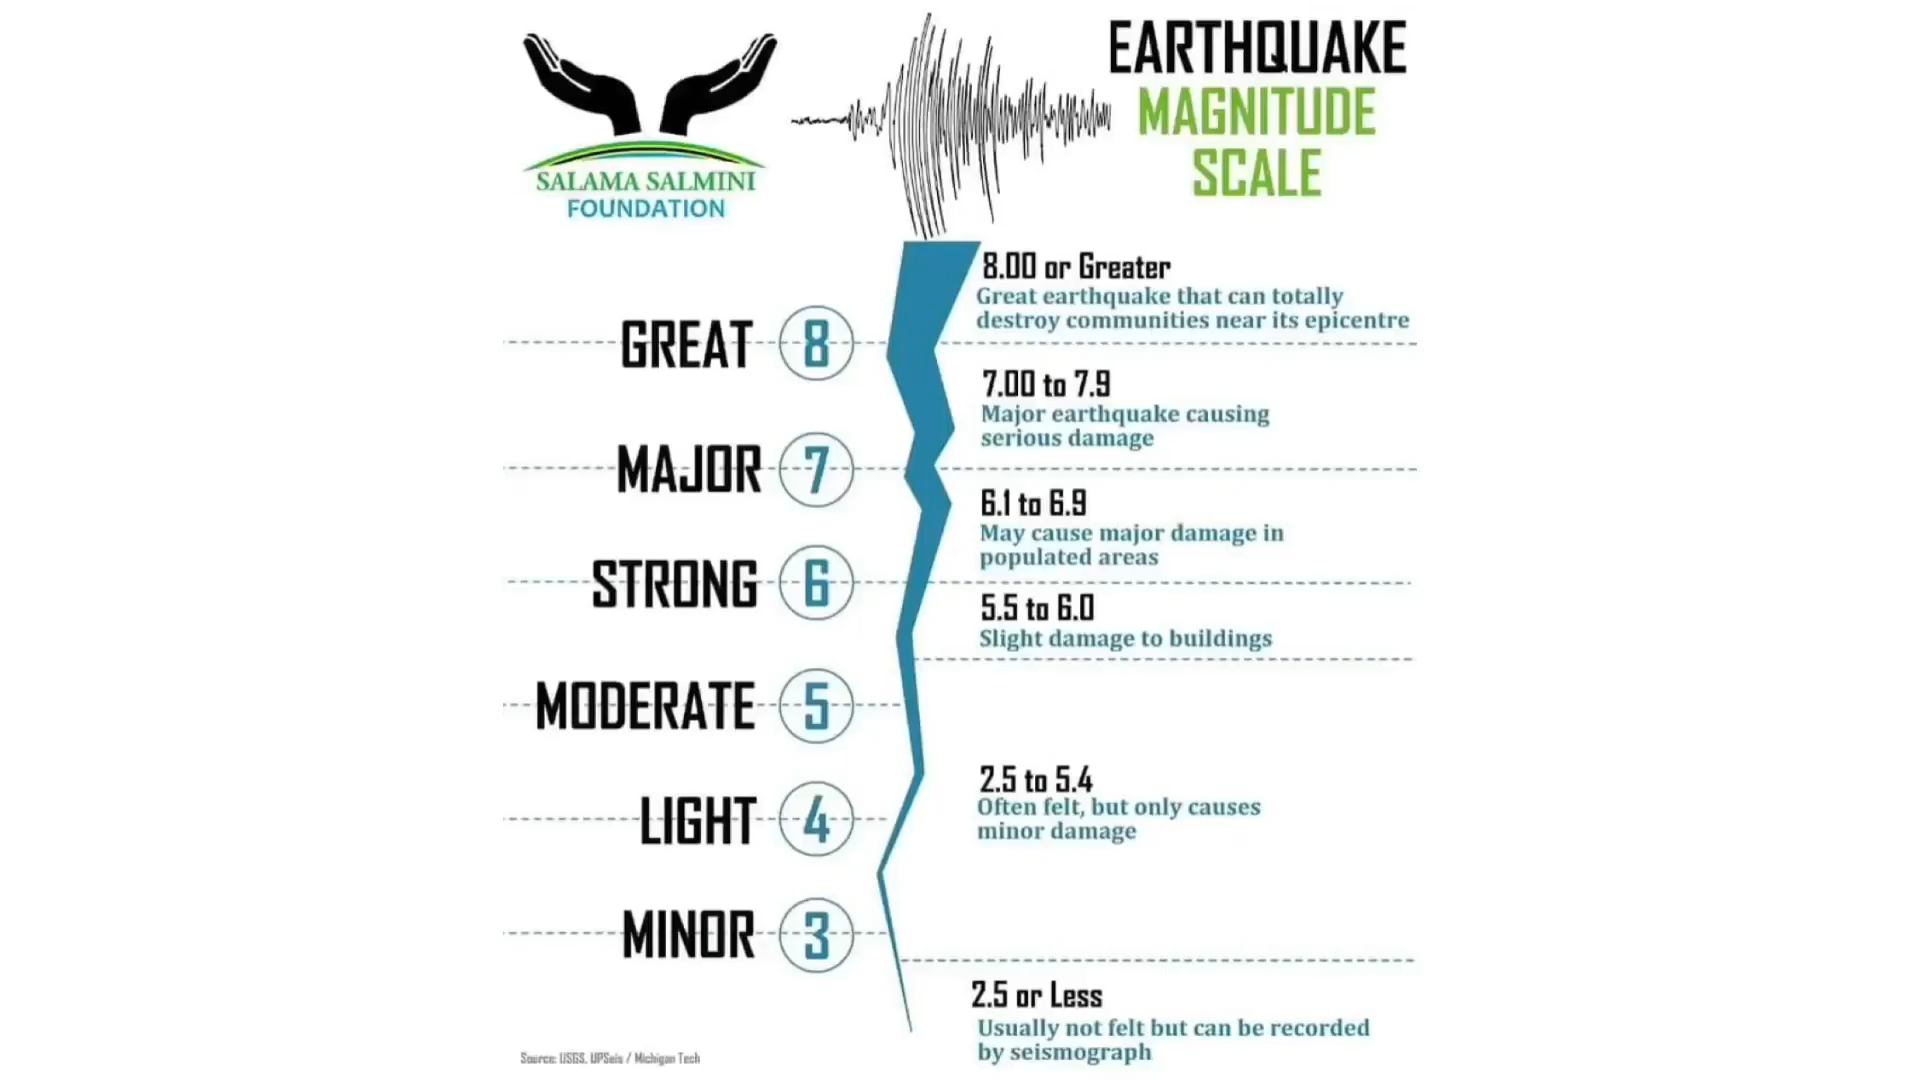 SALAMA SALMINI
FOUNDATION
EARTHQUAKE
MAGNITUDE
SCALE
8.00 or Greater
Great earthquake that can totally
destroy communities near its epicentre
GREAT 8
7.00 to 7.9
Major earthquake causing
serious damage
MAJOR 7
6.1 to 6.9
May cause major damage in
populated areas
STRONG 6
5.5 to 6.0
Slight damage to buildings
MODERATE 5
2.5 to 5.4
Often felt, but only causes
minor damage
LIGHT 4
MINOR 3
2.5 or Less
Usually not felt but can be recorded
by seismograph
Source: USGS, UPSeis / Michigan Tech